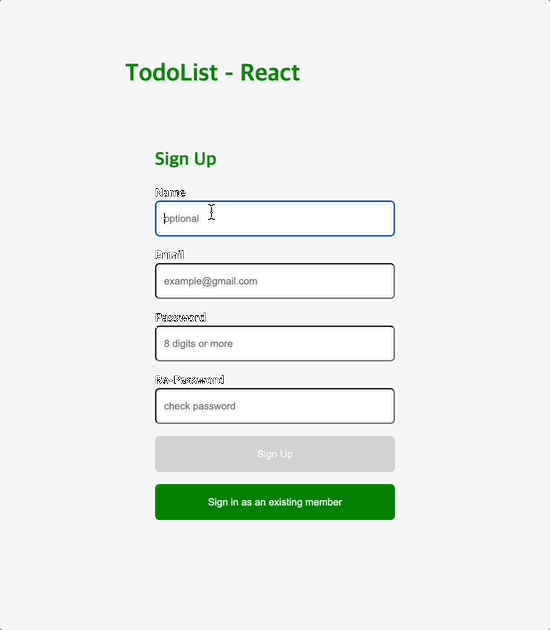 TodoList - React
Sign Up
Name
optional
Email
example@gmail.com
Password
8 digits or more
Re-Password
check password
Sign Up
Sign in as an existing member